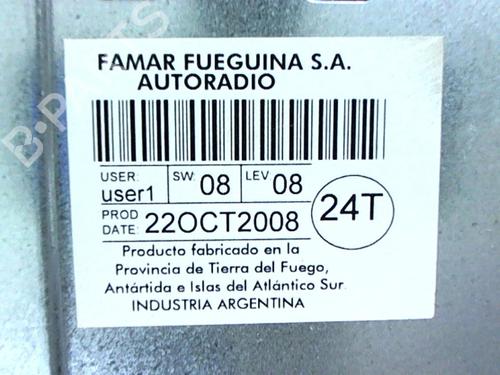 FAMAR FUEGUINA S.A.
AUTORADIO
USER: user1 SW: 08 LEV 08
PROD DATE: 22OCT2008 24T
Producto fabricado en la
Provincia de Tierra del Fuego,
Antártida e Islas del Atlántico Sur.
INDUSTRIA ARGENTINA
B-PARTS